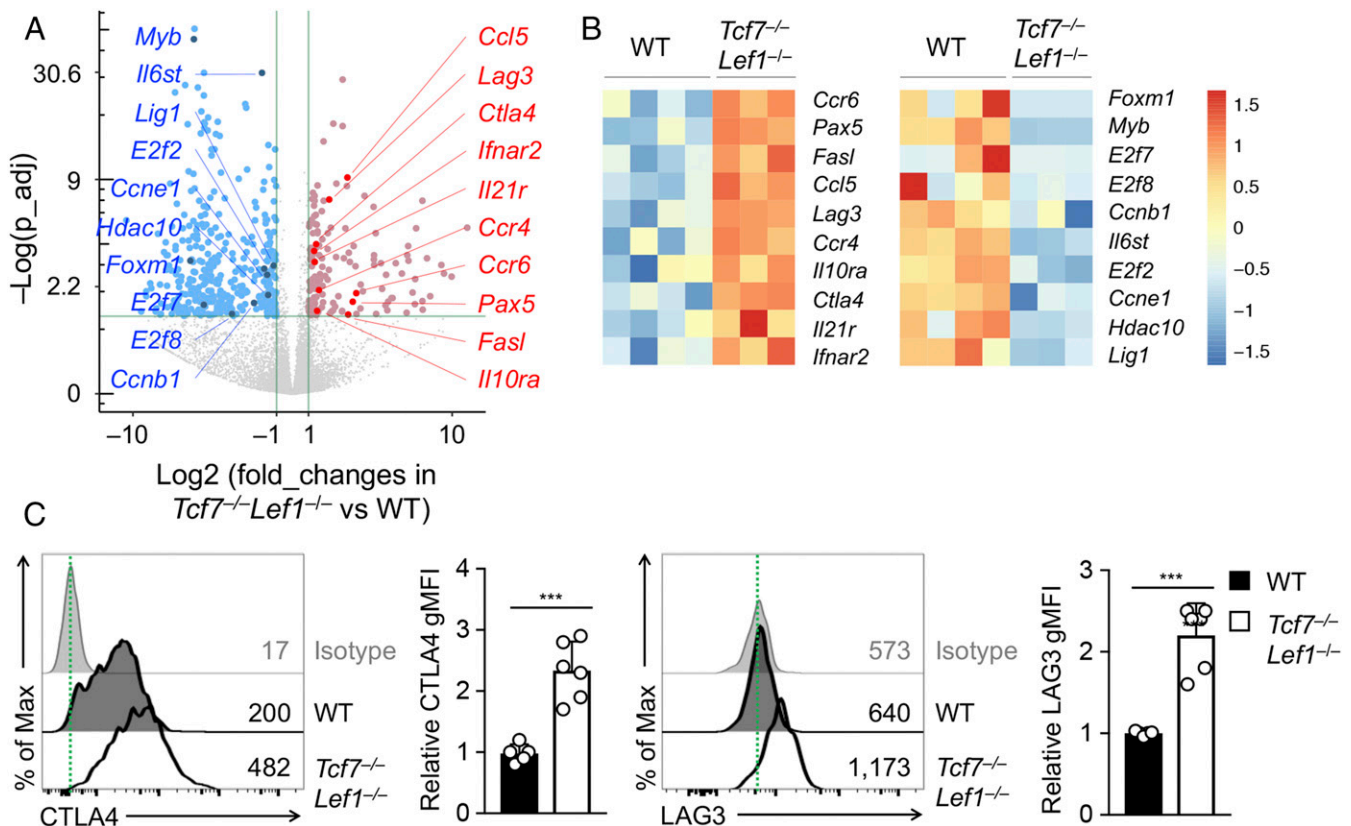 A
Myb
Il6st
Lig1
E2f2
Ccne1
Hdac10
Foxm1
E2f7
E2f8
Ccnb1
Ccl5
Lag3
Ctla4
Ifnar2
Il21r
Ccr4
Ccr6
Pax5
Fasl
Il10ra
–Log(p_adj)
30.6
9
2.2
0
–10
–1
1
10
Log2 (fold_changes in
Tcf7–/–Lef1–/– vs WT)
B
WT
Tcf7–/–
Lef1–/–
Ccr6
Pax5
Fasl
Ccl5
Lag3
Ccr4
Il10ra
Ctla4
Il21r
Ifnar2
WT
Tcf7–/–
Lef1–/–
Foxm1
Myb
E2f7
E2f8
Ccnb1
Il6st
E2f2
Ccne1
Hdac10
Lig1
1.5
1
0.5
0
–0.5
–1
–1.5
C
% of Max
17 Isotype
200 WT
482 Tcf7–/–
Lef1–/–
CTLA4
Relative CTLA4 gMFI
4
3
2
1
0
***
% of Max
573 Isotype
640 WT
1,173 Tcf7–/–
Lef1–/–
LAG3
Relative LAG3 gMFI
3
2
1
0
***
***
WT
Tcf7–/–
Lef1–/–